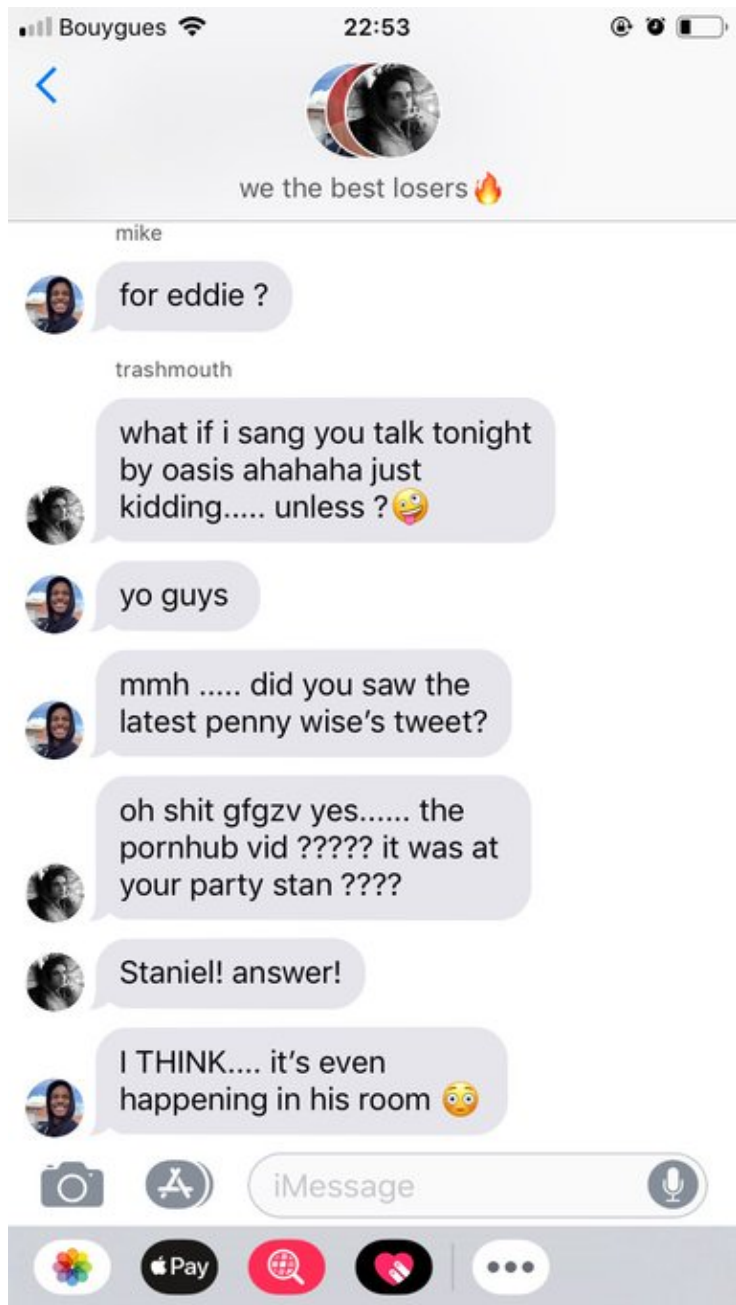 Bouygues 22:53
we the best losers🔥
mike
for eddie ?
trashmouth
what if i sang you talk tonight
by oasis ahahaha just
kidding..... unless ?🤪
yo guys
mmh ..... did you saw the
latest penny wise’s tweet?
oh shit gfgzv yes...... the
pornhub vid ????? it was at
your party stan ????
Staniel! answer!
I THINK.... it’s even
happening in his room 😳
iMessage
Pay